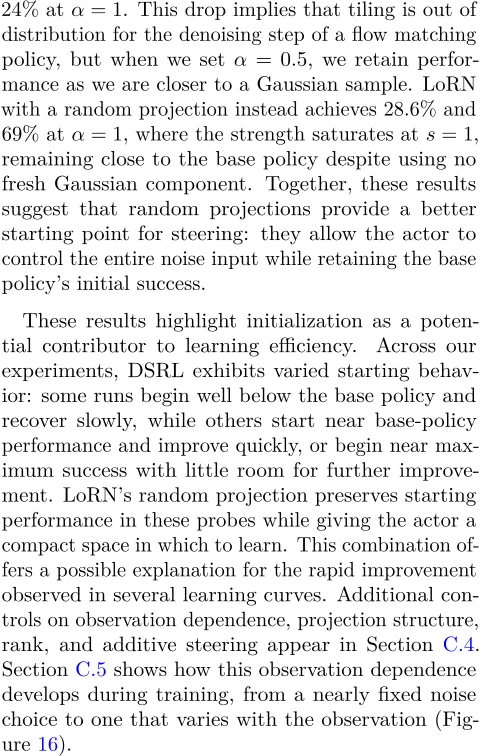 24% at α = 1. This drop implies that tiling is out of
distribution for the denoising step of a flow matching
policy, but when we set α = 0.5, we retain perfor-
mance as we are closer to a Gaussian sample. LoRN
with a random projection instead achieves 28.6% and
69% at α = 1, where the strength saturates at s = 1,
remaining close to the base policy despite using no
fresh Gaussian component. Together, these results
suggest that random projections provide a better
starting point for steering: they allow the actor to
control the entire noise input while retaining the base
policy's initial success.
These results highlight initialization as a poten-
tial contributor to learning efficiency. Across our
experiments, DSRL exhibits varied starting behav-
ior: some runs begin well below the base policy and
recover slowly, while others start near base-policy
performance and improve quickly, or begin near max-
imum success with little room for further improve-
ment. LoRN's random projection preserves starting
performance in these probes while giving the actor a
compact space in which to learn. This combination of-
fers a possible explanation for the rapid improvement
observed in several learning curves. Additional con-
trols on observation dependence, projection structure,
rank, and additive steering appear in Section C.4.
Section C.5 shows how this observation dependence
develops during training, from a nearly fixed noise
choice to one that varies with the observation (Fig-
ure 16).